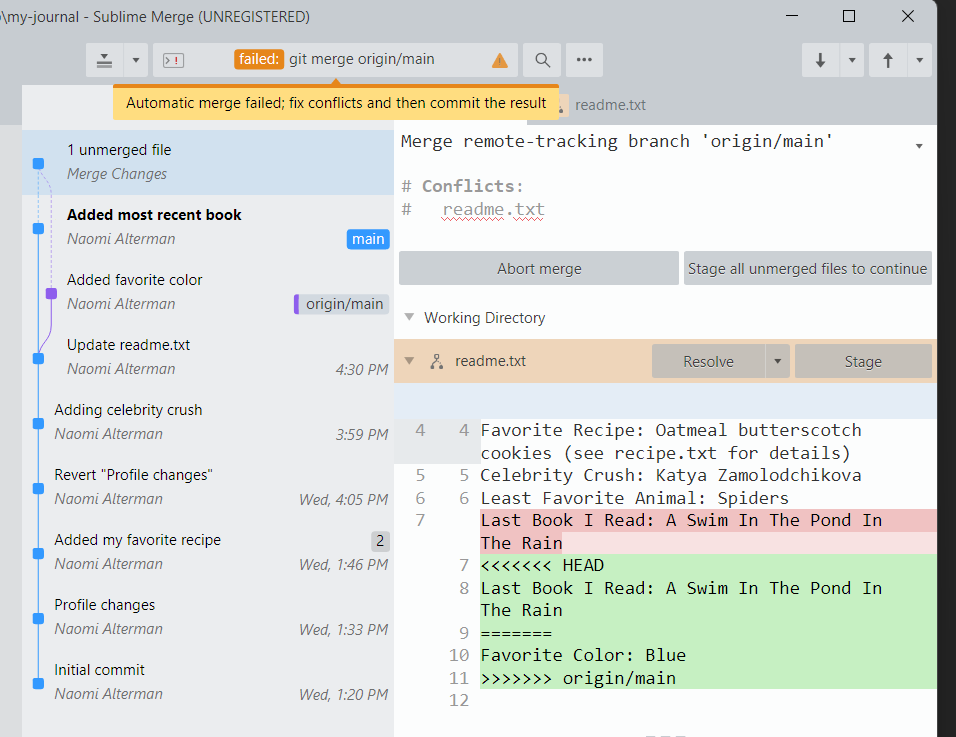 \my-journal - Sublime Merge (UNREGISTERED)
failed: git merge origin/main
Automatic merge failed; fix conflicts and then commit the result
readme.txt
1 unmerged file
Merge Changes
Added most recent book
Naomi Alterman
main
Added favorite color
Naomi Alterman
origin/main
Update readme.txt
Naomi Alterman 4:30 PM
Adding celebrity crush
Naomi Alterman 3:59 PM
Revert "Profile changes"
Naomi Alterman Wed, 4:05 PM
Added my favorite recipe 2
Naomi Alterman Wed, 1:46 PM
Profile changes
Naomi Alterman Wed, 1:33 PM
Initial commit
Naomi Alterman Wed, 1:20 PM
Merge remote-tracking branch 'origin/main'
# Conflicts:
# readme.txt
Abort merge
Stage all unmerged files to continue
Working Directory
readme.txt
Resolve
Stage
4 4 Favorite Recipe: Oatmeal butterscotch
cookies (see recipe.txt for details)
5 5 Celebrity Crush: Katya Zamolodchikova
6 6 Least Favorite Animal: Spiders
7 Last Book I Read: A Swim In The Pond In
The Rain
7 <<<<<<< HEAD
8 Last Book I Read: A Swim In The Pond In
The Rain
9 =======
10 Favorite Color: Blue
11 >>>>>>> origin/main
12